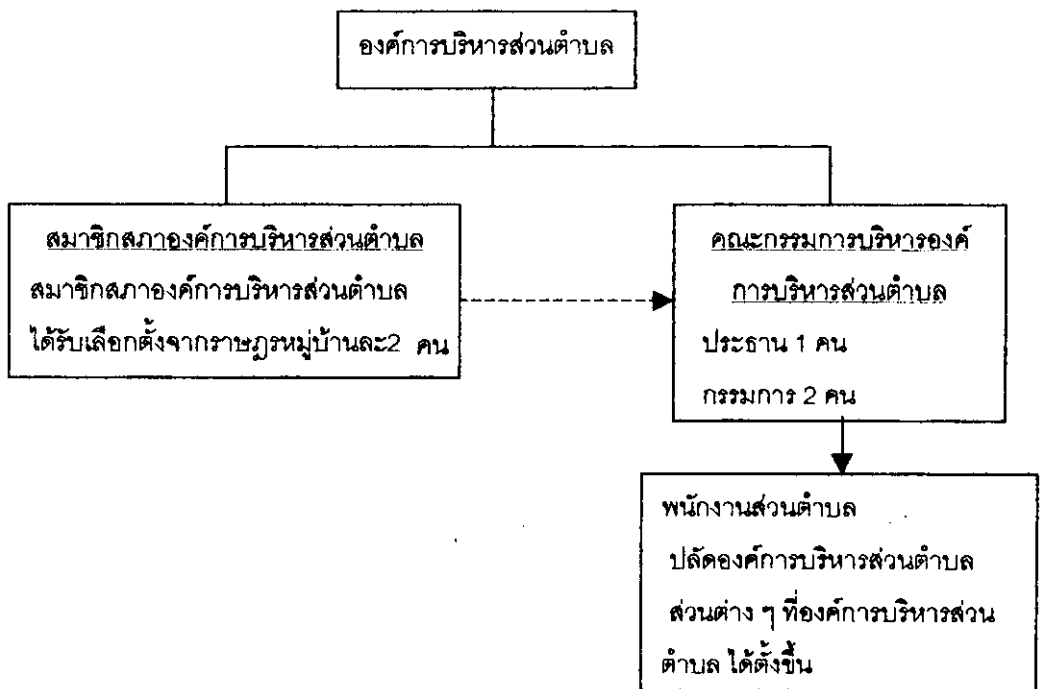 องค์การบริหารส่วนตำบล
สมาชิกสภาองค์การบริหารส่วนตำบล
สมาชิกสภาองค์การบริหารส่วนตำบล
ได้รับเลือกตั้งจากราษฎรหมู่บ้านละ2 คน
คณะกรรมการบริหารองค์
การบริหารส่วนตำบล
ประธาน 1 คน
กรรมการ 2 คน
พนักงานส่วนตำบล
ปลัดองค์การบริหารส่วนตำบล
ส่วนต่าง ๆ ที่องค์การบริหารส่วน
ตำบล ได้ตั้งขึ้น